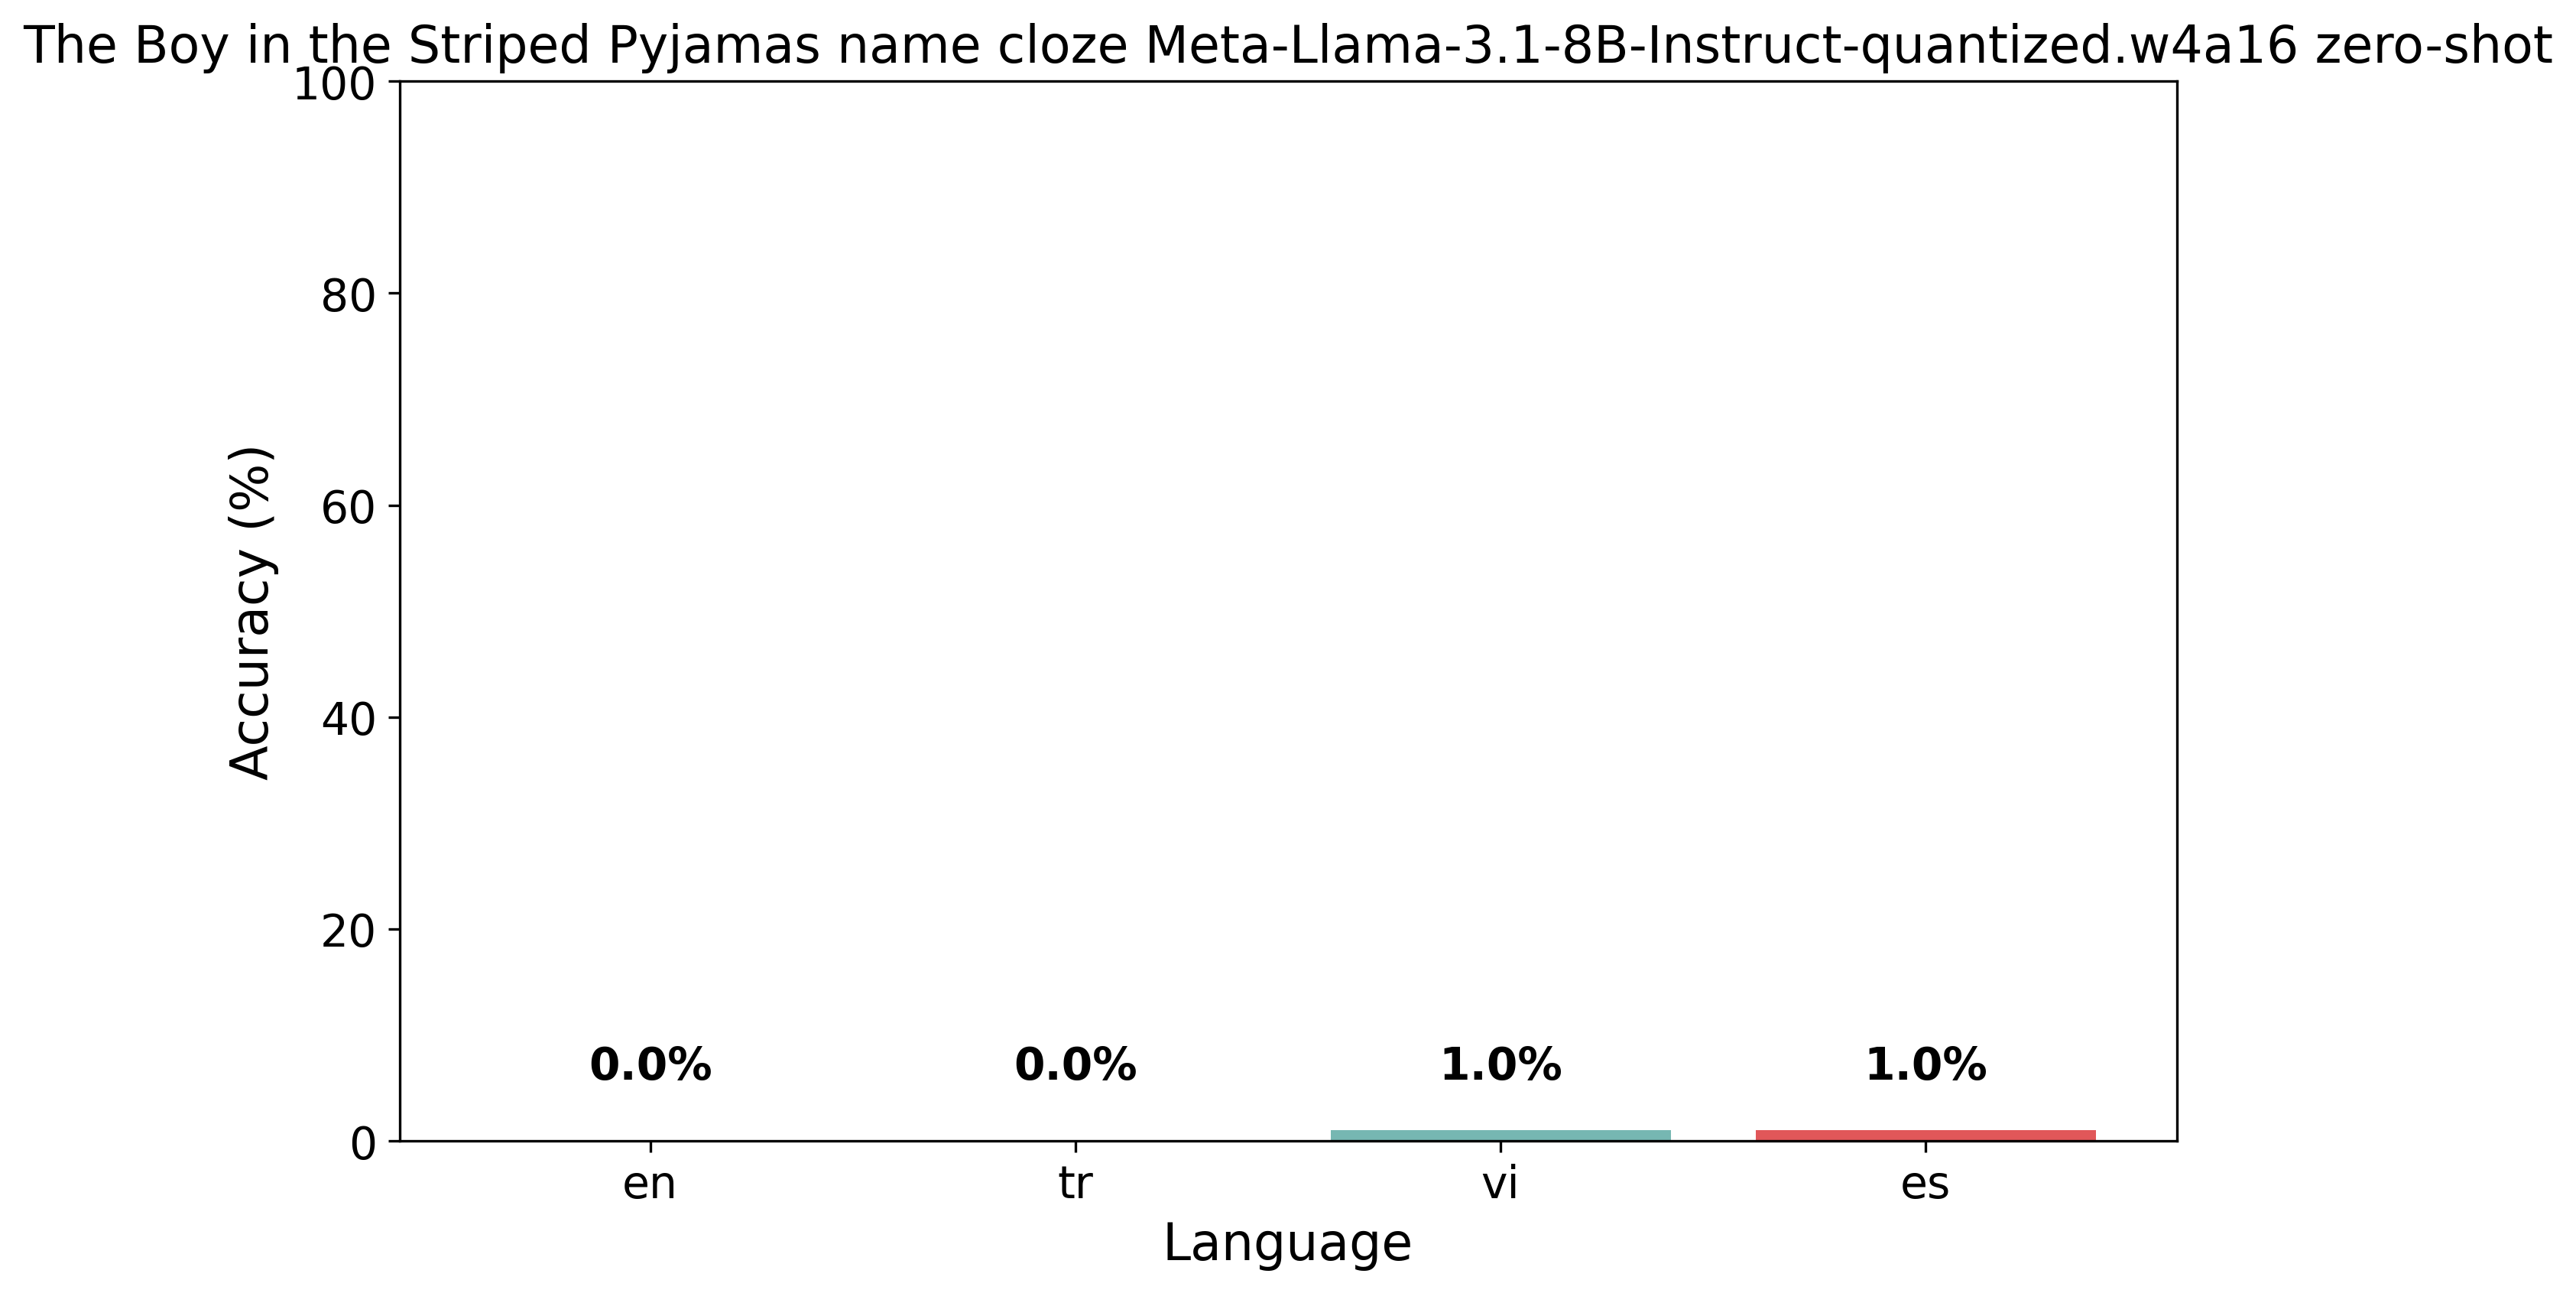 The Boy in the Striped Pyjamas name cloze Meta-Llama-3.1-8B-Instruct-quantized.w4a16 zero-shot
100
80
60
40
20
0
Accuracy (%)
0.0%
0.0%
1.0%
1.0%
en
tr
vi
es
Language